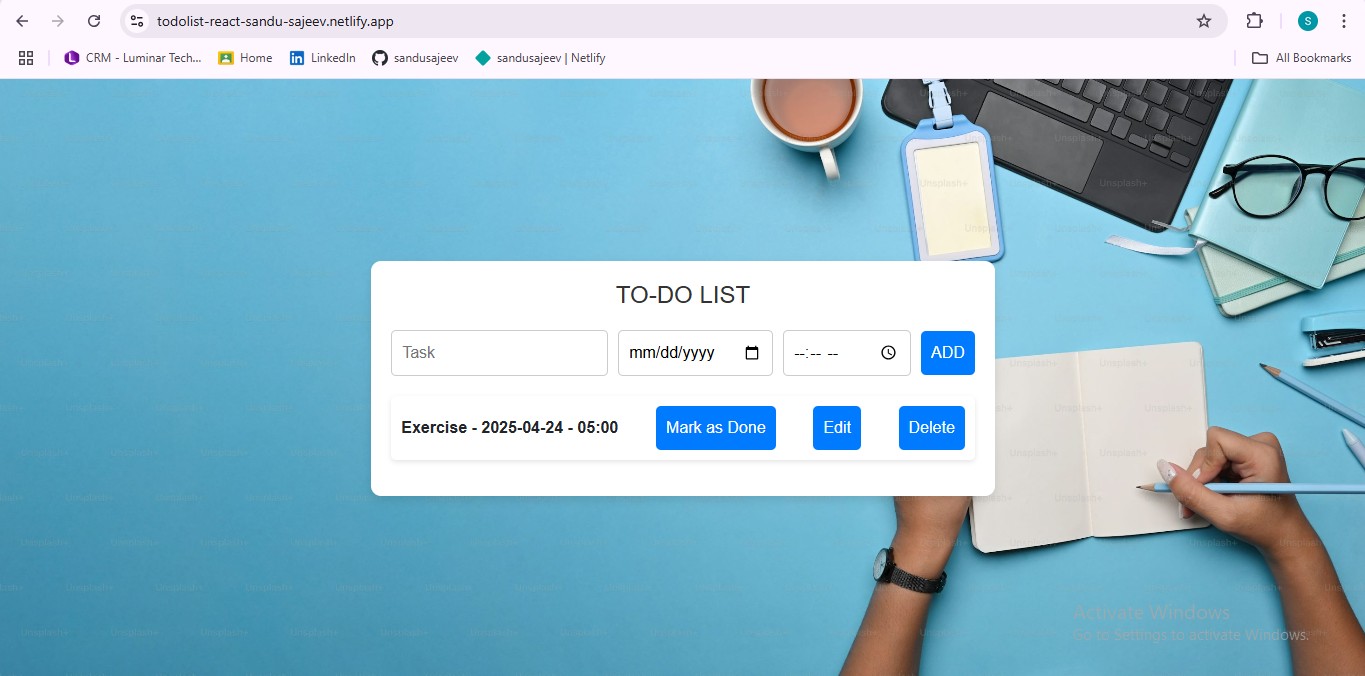 todolist-react-sandu-sajeev.netlify.app
S
CRM - Luminar Tech...
Home
LinkedIn
sandusajeev
sandusajeev | Netlify
All Bookmarks
TO-DO LIST
Task
mm/dd/yyyy
--:-- --
ADD
Exercise - 2025-04-24 - 05:00
Mark as Done
Edit
Delete
Unsplash+
Activate Windows
Go to Settings to activate Windows.